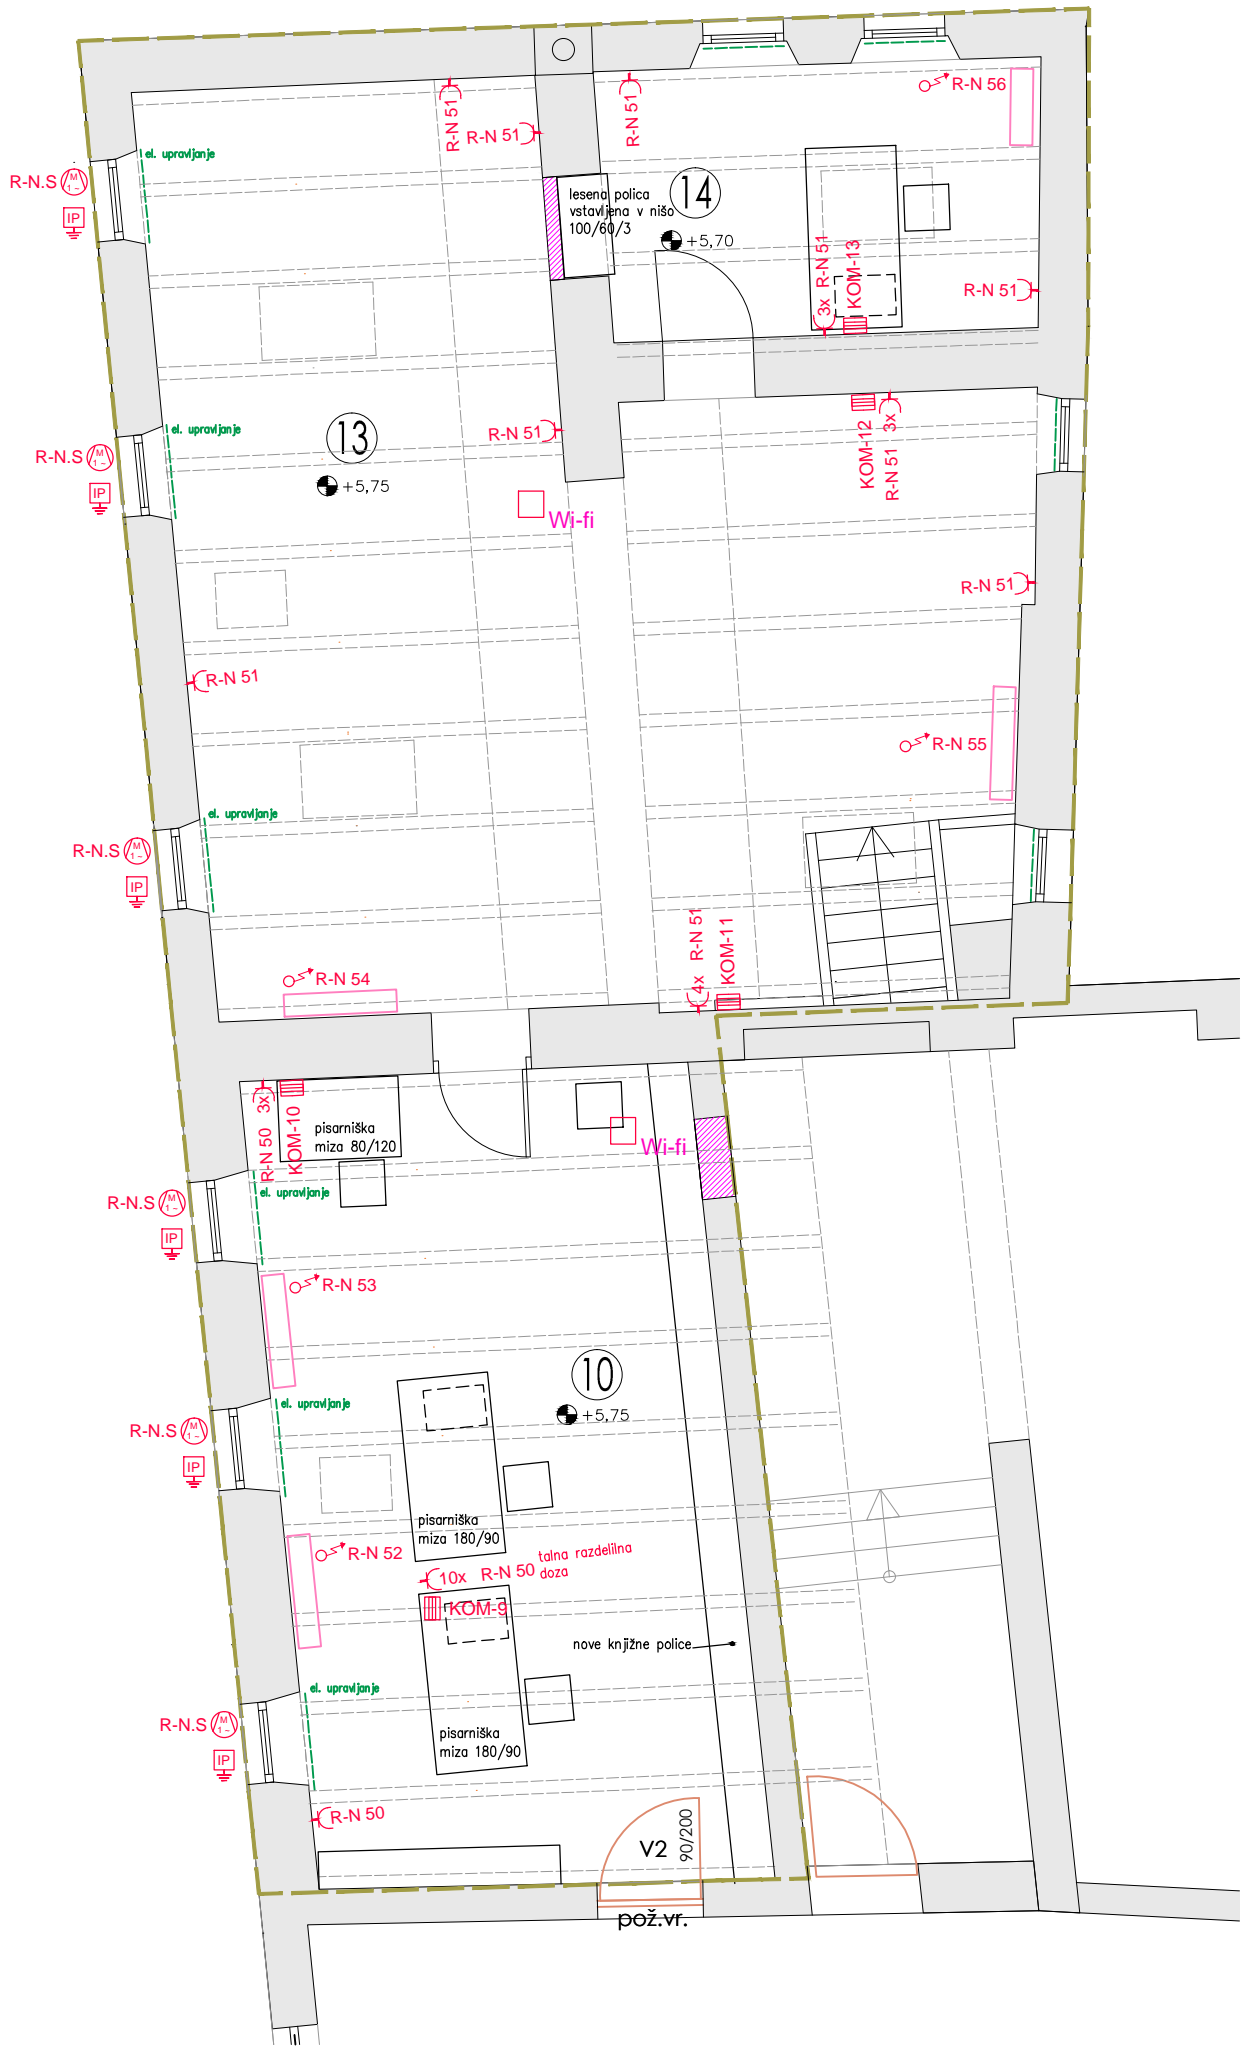 R-N 51
R-N 51
R-N 51
R-N 56
el. upravljanje
R-N.S
M
1 ~
IP
lesena polica
vstavljena v nišo
100/60/3
14
+5,70
3x R-N 51
KOM-13
R-N 51
el. upravljanje
R-N.S
M
1 ~
IP
13
+5,75
R-N 51
KOM-12
R-N 51 3x
Wi-fi
R-N 51
R-N 51
R-N 55
el. upravljanje
R-N.S
M
1 ~
IP
4x R-N 51
KOM-11
R-N 54
R-N 50 3x
KOM-10
pisarniška
miza 80/120
Wi-fi
el. upravljanje
R-N.S
M
1 ~
IP
R-N 53
10
+5,75
el. upravljanje
R-N.S
M
1 ~
IP
pisarniška
miza 180/90
R-N 52
10x R-N 50
talna razdelilna
doza
KOM-9
nove knjižne police
el. upravljanje
R-N.S
M
1 ~
IP
pisarniška
miza 180/90
R-N 50
V2
90/200
pož.vr.